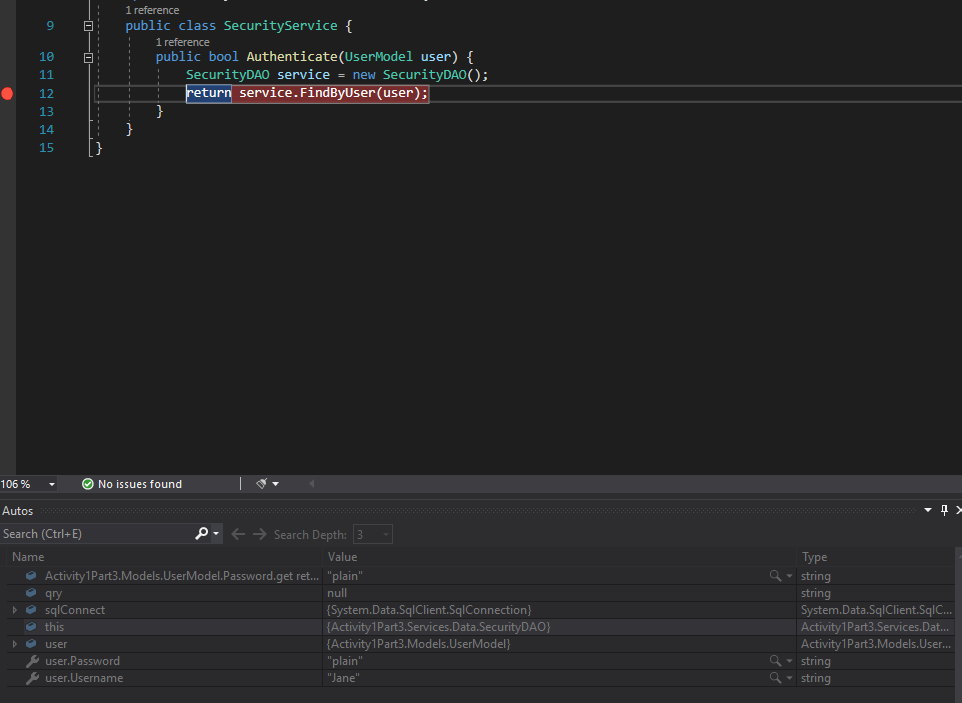 1 reference
9 public class SecurityService {
1 reference
10 public bool Authenticate(UserModel user) {
11 SecurityDAO service = new SecurityDAO();
12 return service.FindByUser(user);
13 }
14 }
15 }
106 % No issues found
Autos
Search (Ctrl+E) Search Depth: 3
Name Value Type
Activity1Part3.Models.UserModel.Password.get ret... "plain" string
qry null string
sqlConnect {System.Data.SqlClient.SqlConnection} System.Data.SqlClient.SqlC...
this {Activity1Part3.Services.Data.SecurityDAO} Activity1Part3.Services.Dat...
user {Activity1Part3.Models.UserModel} Activity1Part3.Models.User...
user.Password "plain" string
user.Username "Jane" string